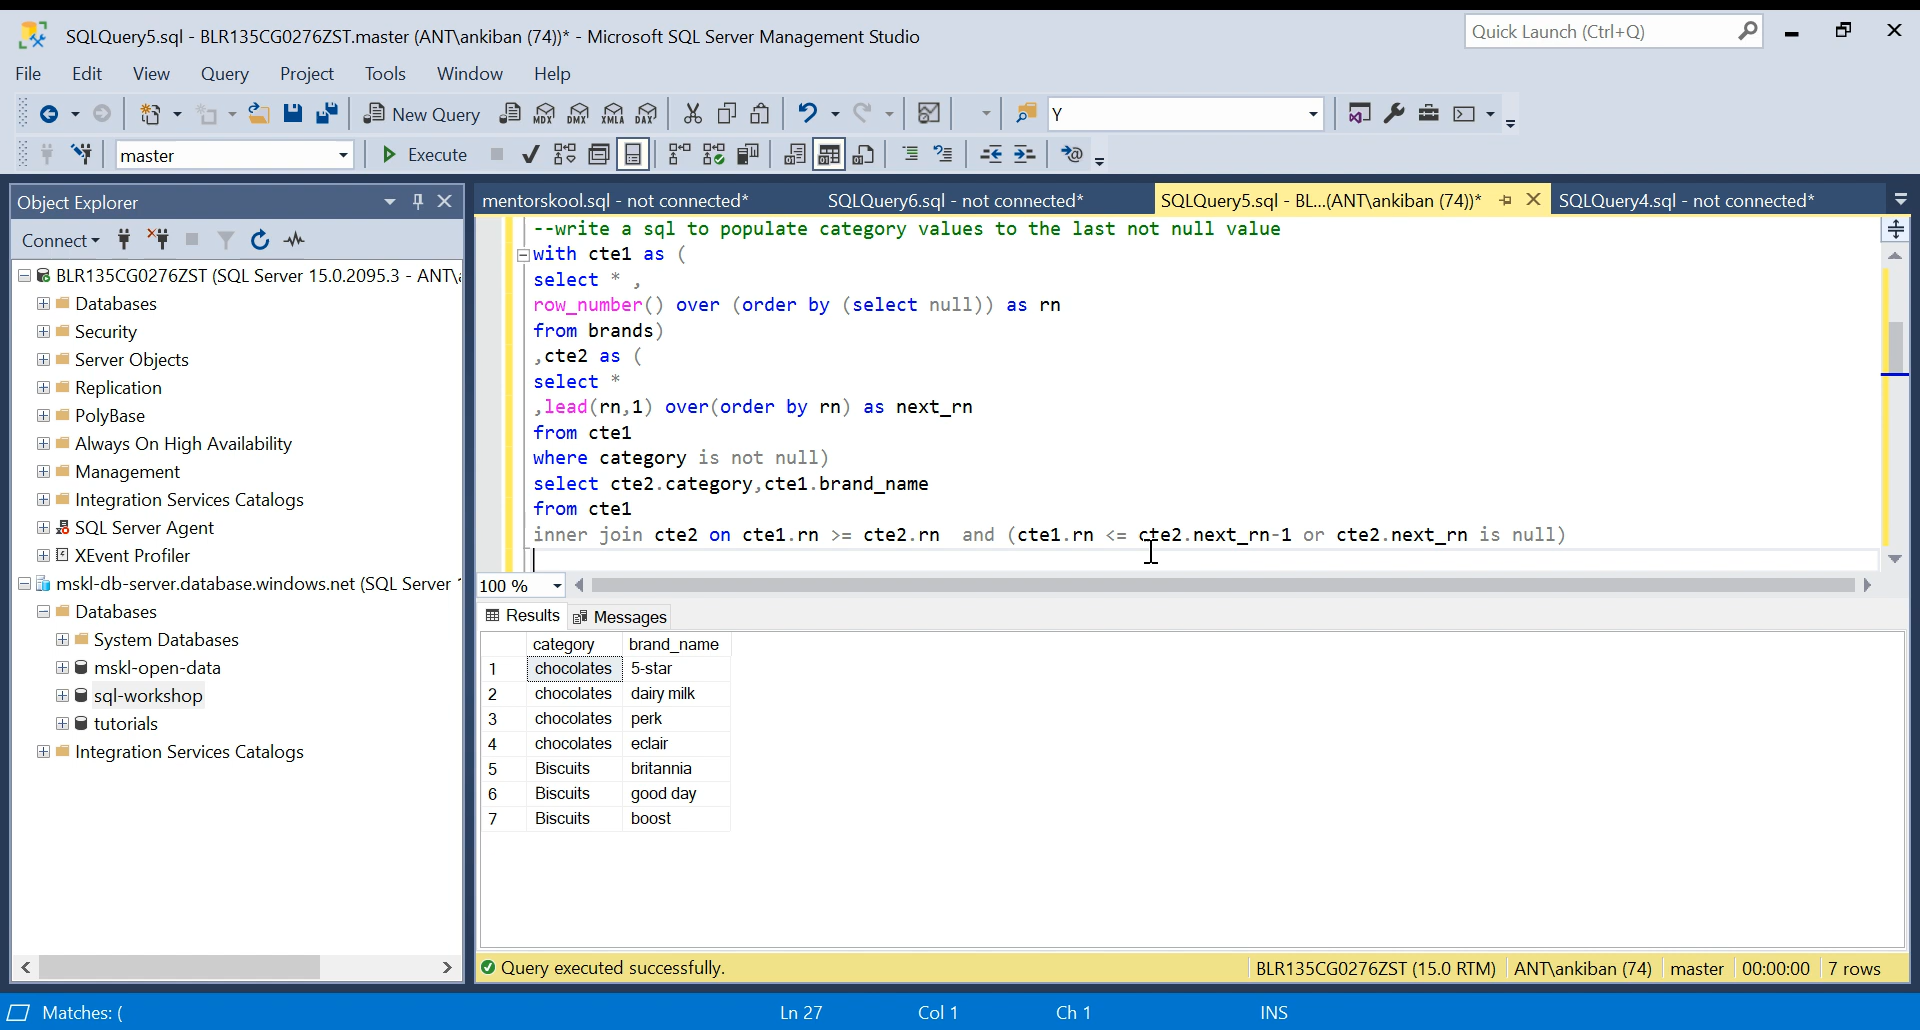 SQLQuery5.sql - BLR135CG0276ZST.master (ANT\ankiban (74))* - Microsoft SQL Server Management Studio
Quick Launch (Ctrl+Q)
File Edit View Query Project Tools Window Help
New Query MDX DMX XMLA DAX Y
master Execute
Object Explorer
mentorskool.sql - not connected* SQLQuery6.sql - not connected* SQLQuery5.sql - BL...(ANT\ankiban (74))* SQLQuery4.sql - not connected*
Connect
BLR135CG0276ZST (SQL Server 15.0.2095.3 - ANT\
Databases
Security
Server Objects
Replication
PolyBase
Always On High Availability
Management
Integration Services Catalogs
SQL Server Agent
XEvent Profiler
mskl-db-server.database.windows.net (SQL Server
Databases
System Databases
mskl-open-data
sql-workshop
tutorials
Integration Services Catalogs
--write a sql to populate category values to the last not null value
with cte1 as (
select * ,
row_number() over (order by (select null)) as rn
from brands)
,cte2 as (
select *
,lead(rn,1) over(order by rn) as next_rn
from cte1
where category is not null)
select cte2.category,cte1.brand_name
from cte1
inner join cte2 on cte1.rn >= cte2.rn  and (cte1.rn <= cte2.next_rn-1 or cte2.next_rn is null)
100 %
Results Messages
category brand_name
1 chocolates 5-star
2 chocolates dairy milk
3 chocolates perk
4 chocolates eclair
5 Biscuits britannia
6 Biscuits good day
7 Biscuits boost
Query executed successfully. BLR135CG0276ZST (15.0 RTM) ANT\ankiban (74) master 00:00:00 7 rows
Matches: ( Ln 27 Col 1 Ch 1 INS